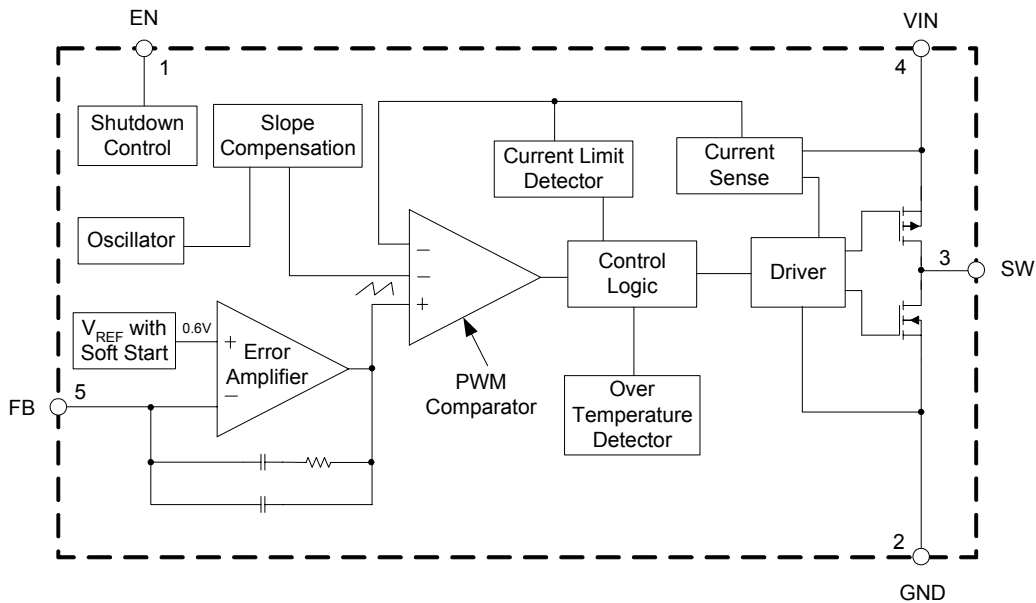 EN
VIN
1
4
Shutdown
Control
Slope
Compensation
Current Limit
Detector
Current
Sense
Oscillator
−
−
+
Control
Logic
Driver
3
SW
V_REF with
Soft Start
0.6V
+
−
Error
Amplifier
PWM
Comparator
Over
Temperature
Detector
FB
5
2
GND